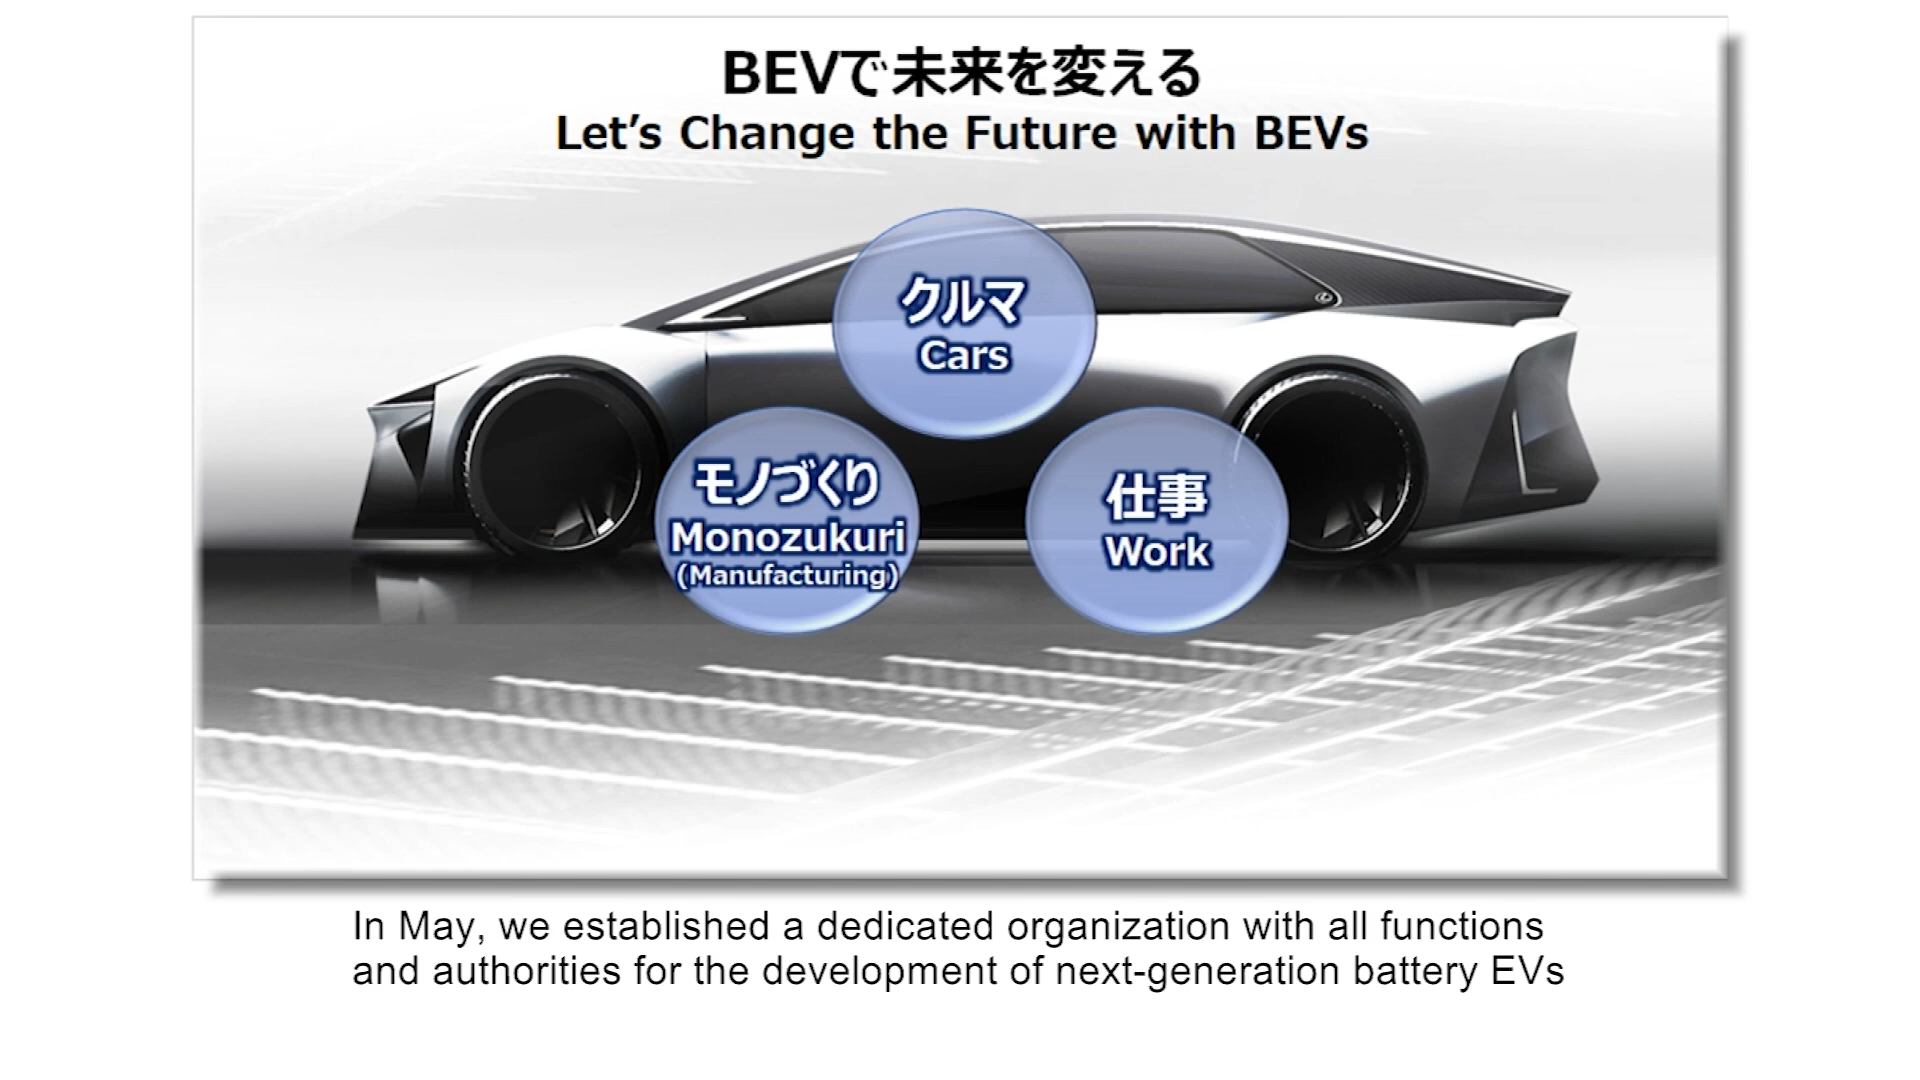 BEVで未来を変える
Let's Change the Future with BEVs
クルマ
Cars
モノづくり
Monozukuri
(Manufacturing)
仕事
Work
In May, we established a dedicated organization with all functions
and authorities for the development of next-generation battery EVs